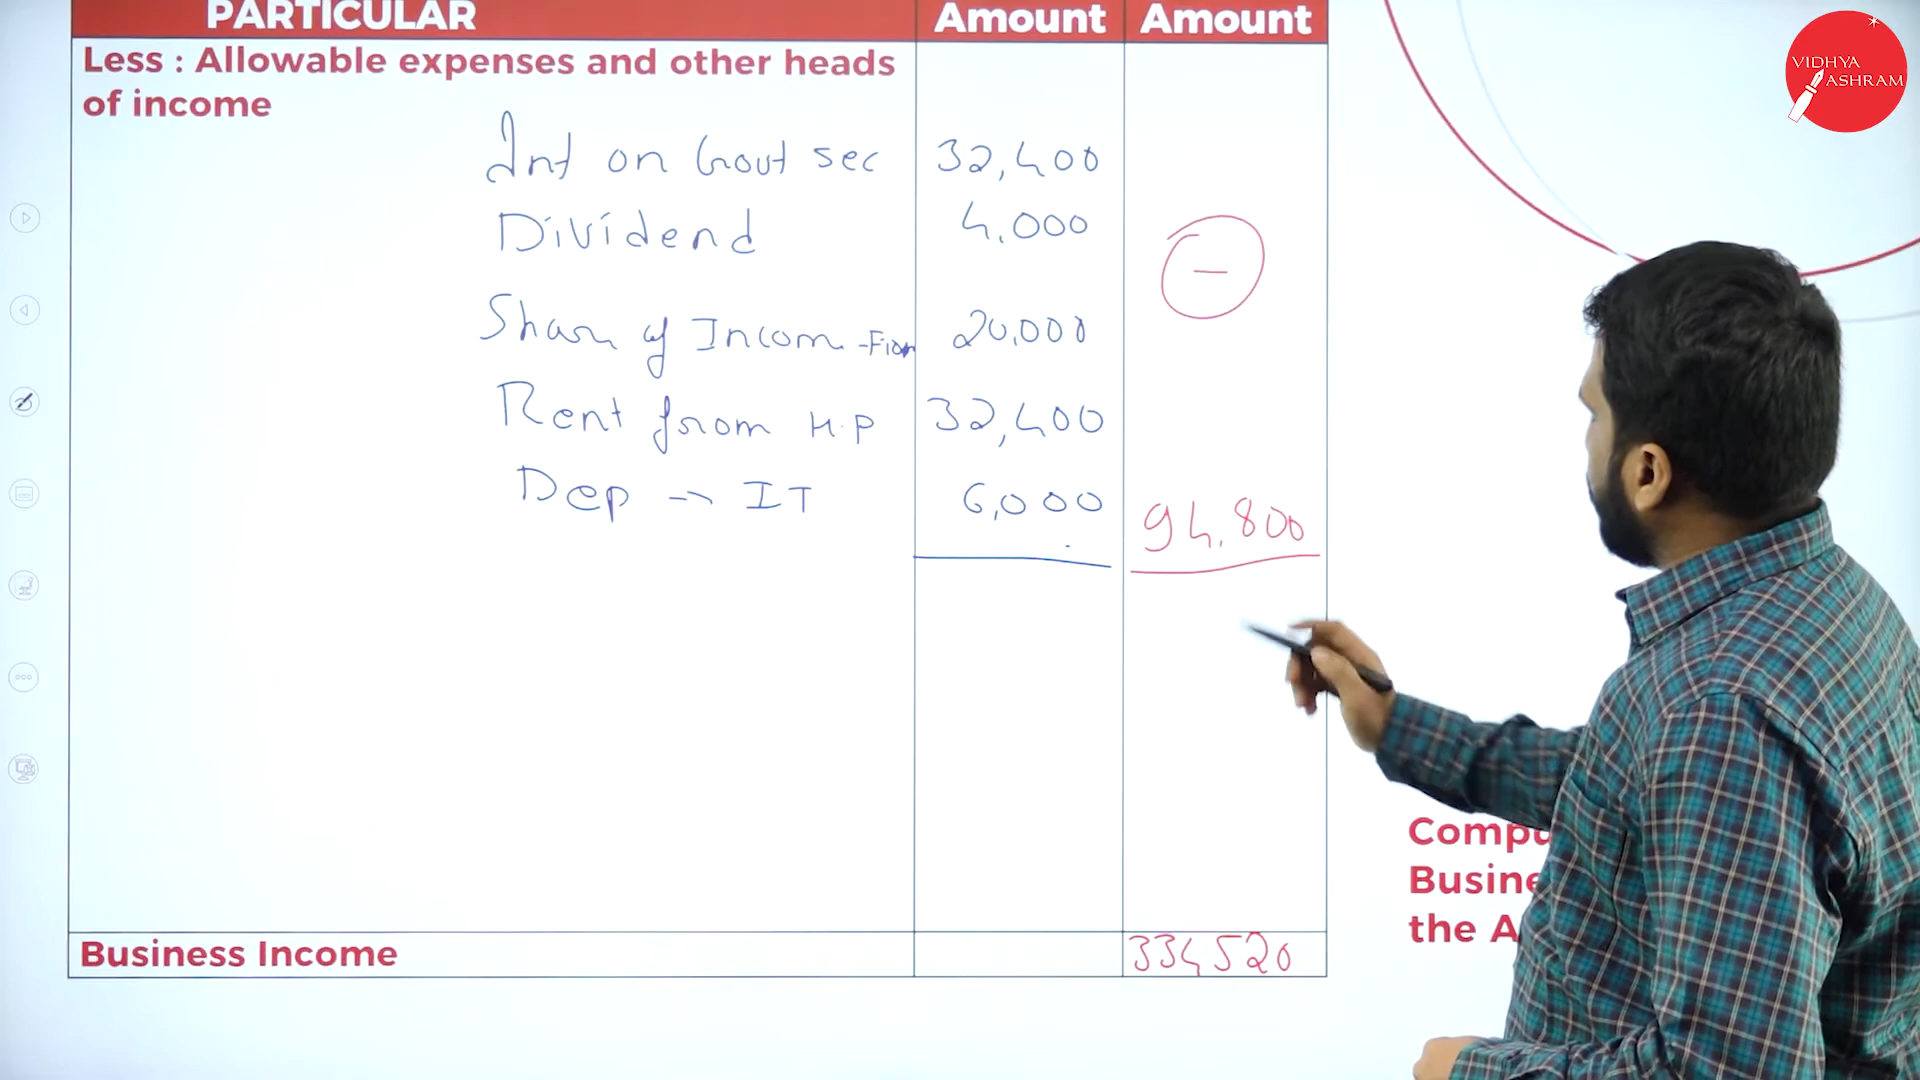 PARTICULAR Amount Amount
Less : Allowable expenses and other heads
of income
Int on Govt sec 32,400
Dividend 4,000
Share of Income - Firm 20,000
Rent from H.P 32,400
Dep → IT 6,000 94,800
Business Income 334520
VIDHYA
ASHRAM
Compu
Busine
the A